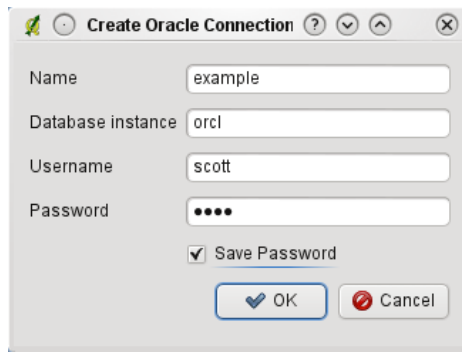 Create Oracle Connection
Name example
Database instance orcl
Username scott
Password ••••
Save Password
OK Cancel